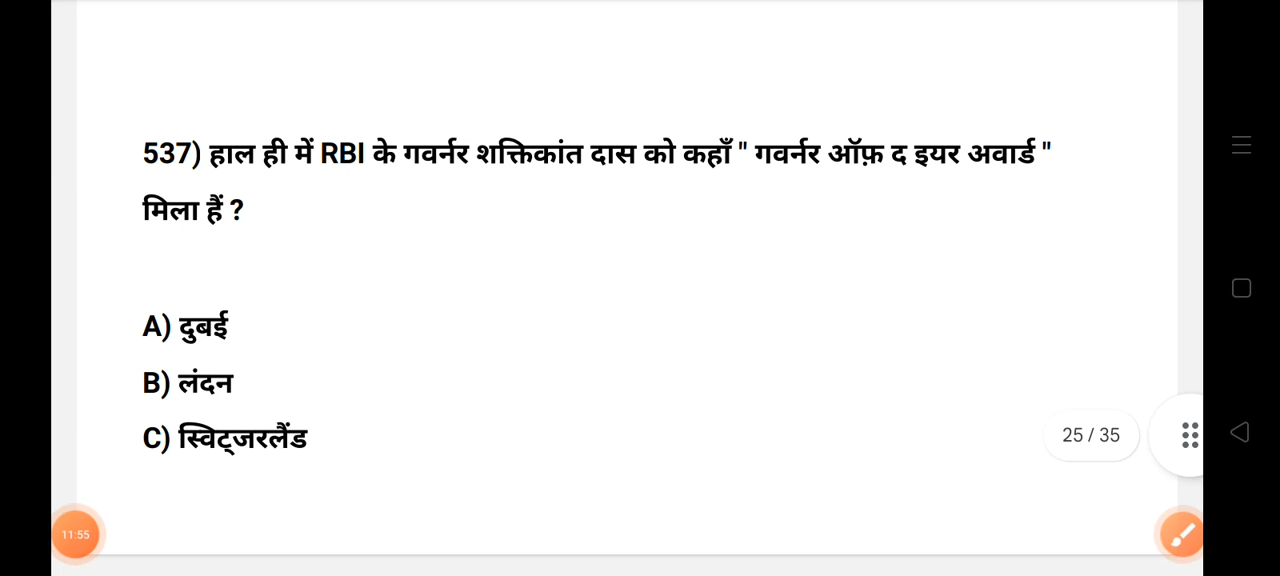 537) हाल ही में RBI के गवर्नर शक्तिकांत दास को कहाँ " गवर्नर ऑफ़ द इयर अवार्ड "
मिला हैं ?
A) दुबई
B) लंदन
C) स्विट्जरलैंड
25 / 35
11:55